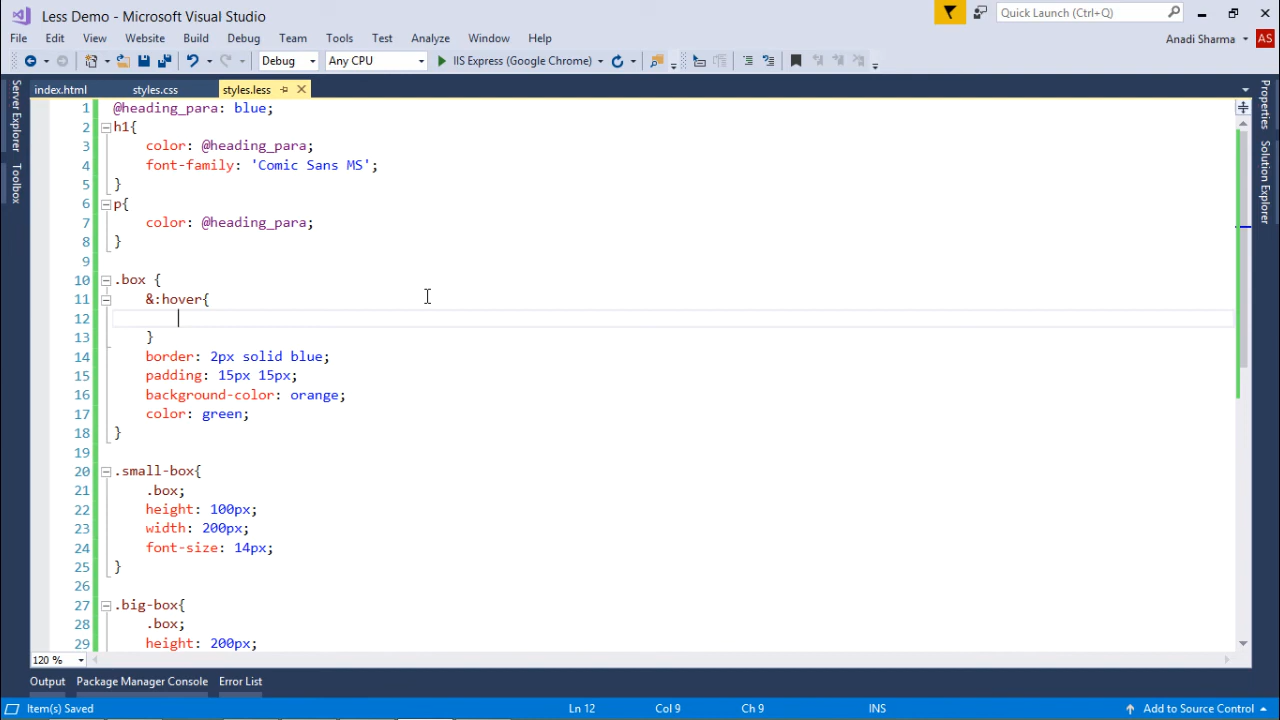 Less Demo - Microsoft Visual Studio
Quick Launch (Ctrl+Q)
File Edit View Website Build Debug Team Tools Test Analyze Window Help
Anadi Sharma AS
Debug Any CPU IIS Express (Google Chrome)
index.html styles.css styles.less
Server Explorer
Toolbox
Properties
Solution Explorer
1 @heading_para: blue;
2 h1{
3 color: @heading_para;
4 font-family: 'Comic Sans MS';
5 }
6 p{
7 color: @heading_para;
8 }
9
10 .box {
11 &:hover{
12
13 }
14 border: 2px solid blue;
15 padding: 15px 15px;
16 background-color: orange;
17 color: green;
18 }
19
20 .small-box{
21 .box;
22 height: 100px;
23 width: 200px;
24 font-size: 14px;
25 }
26
27 .big-box{
28 .box;
29 height: 200px;
120 %
Output Package Manager Console Error List
Item(s) Saved Ln 12 Col 9 Ch 9 INS Add to Source Control